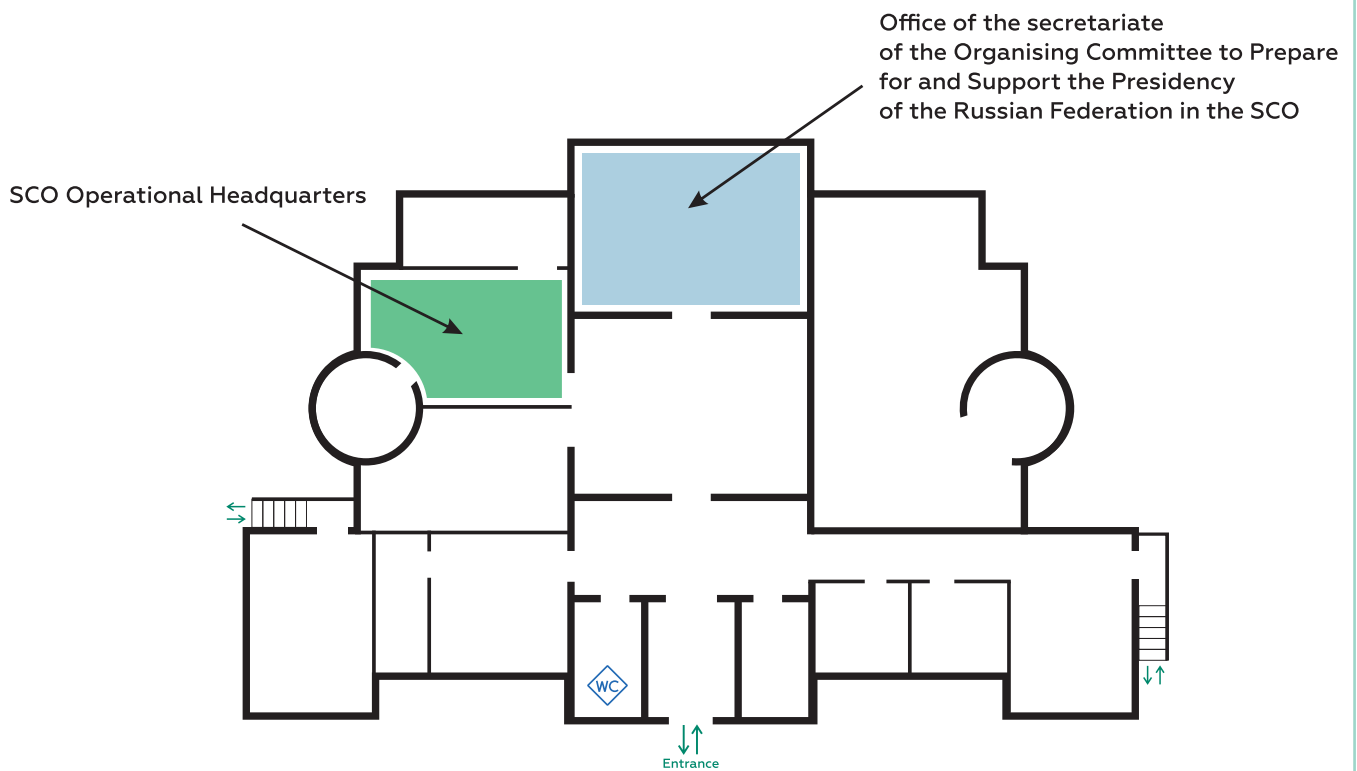 Office of the secretariate
of the Organising Committee to Prepare
for and Support the Presidency
of the Russian Federation in the SCO
SCO Operational Headquarters
WC
Entrance